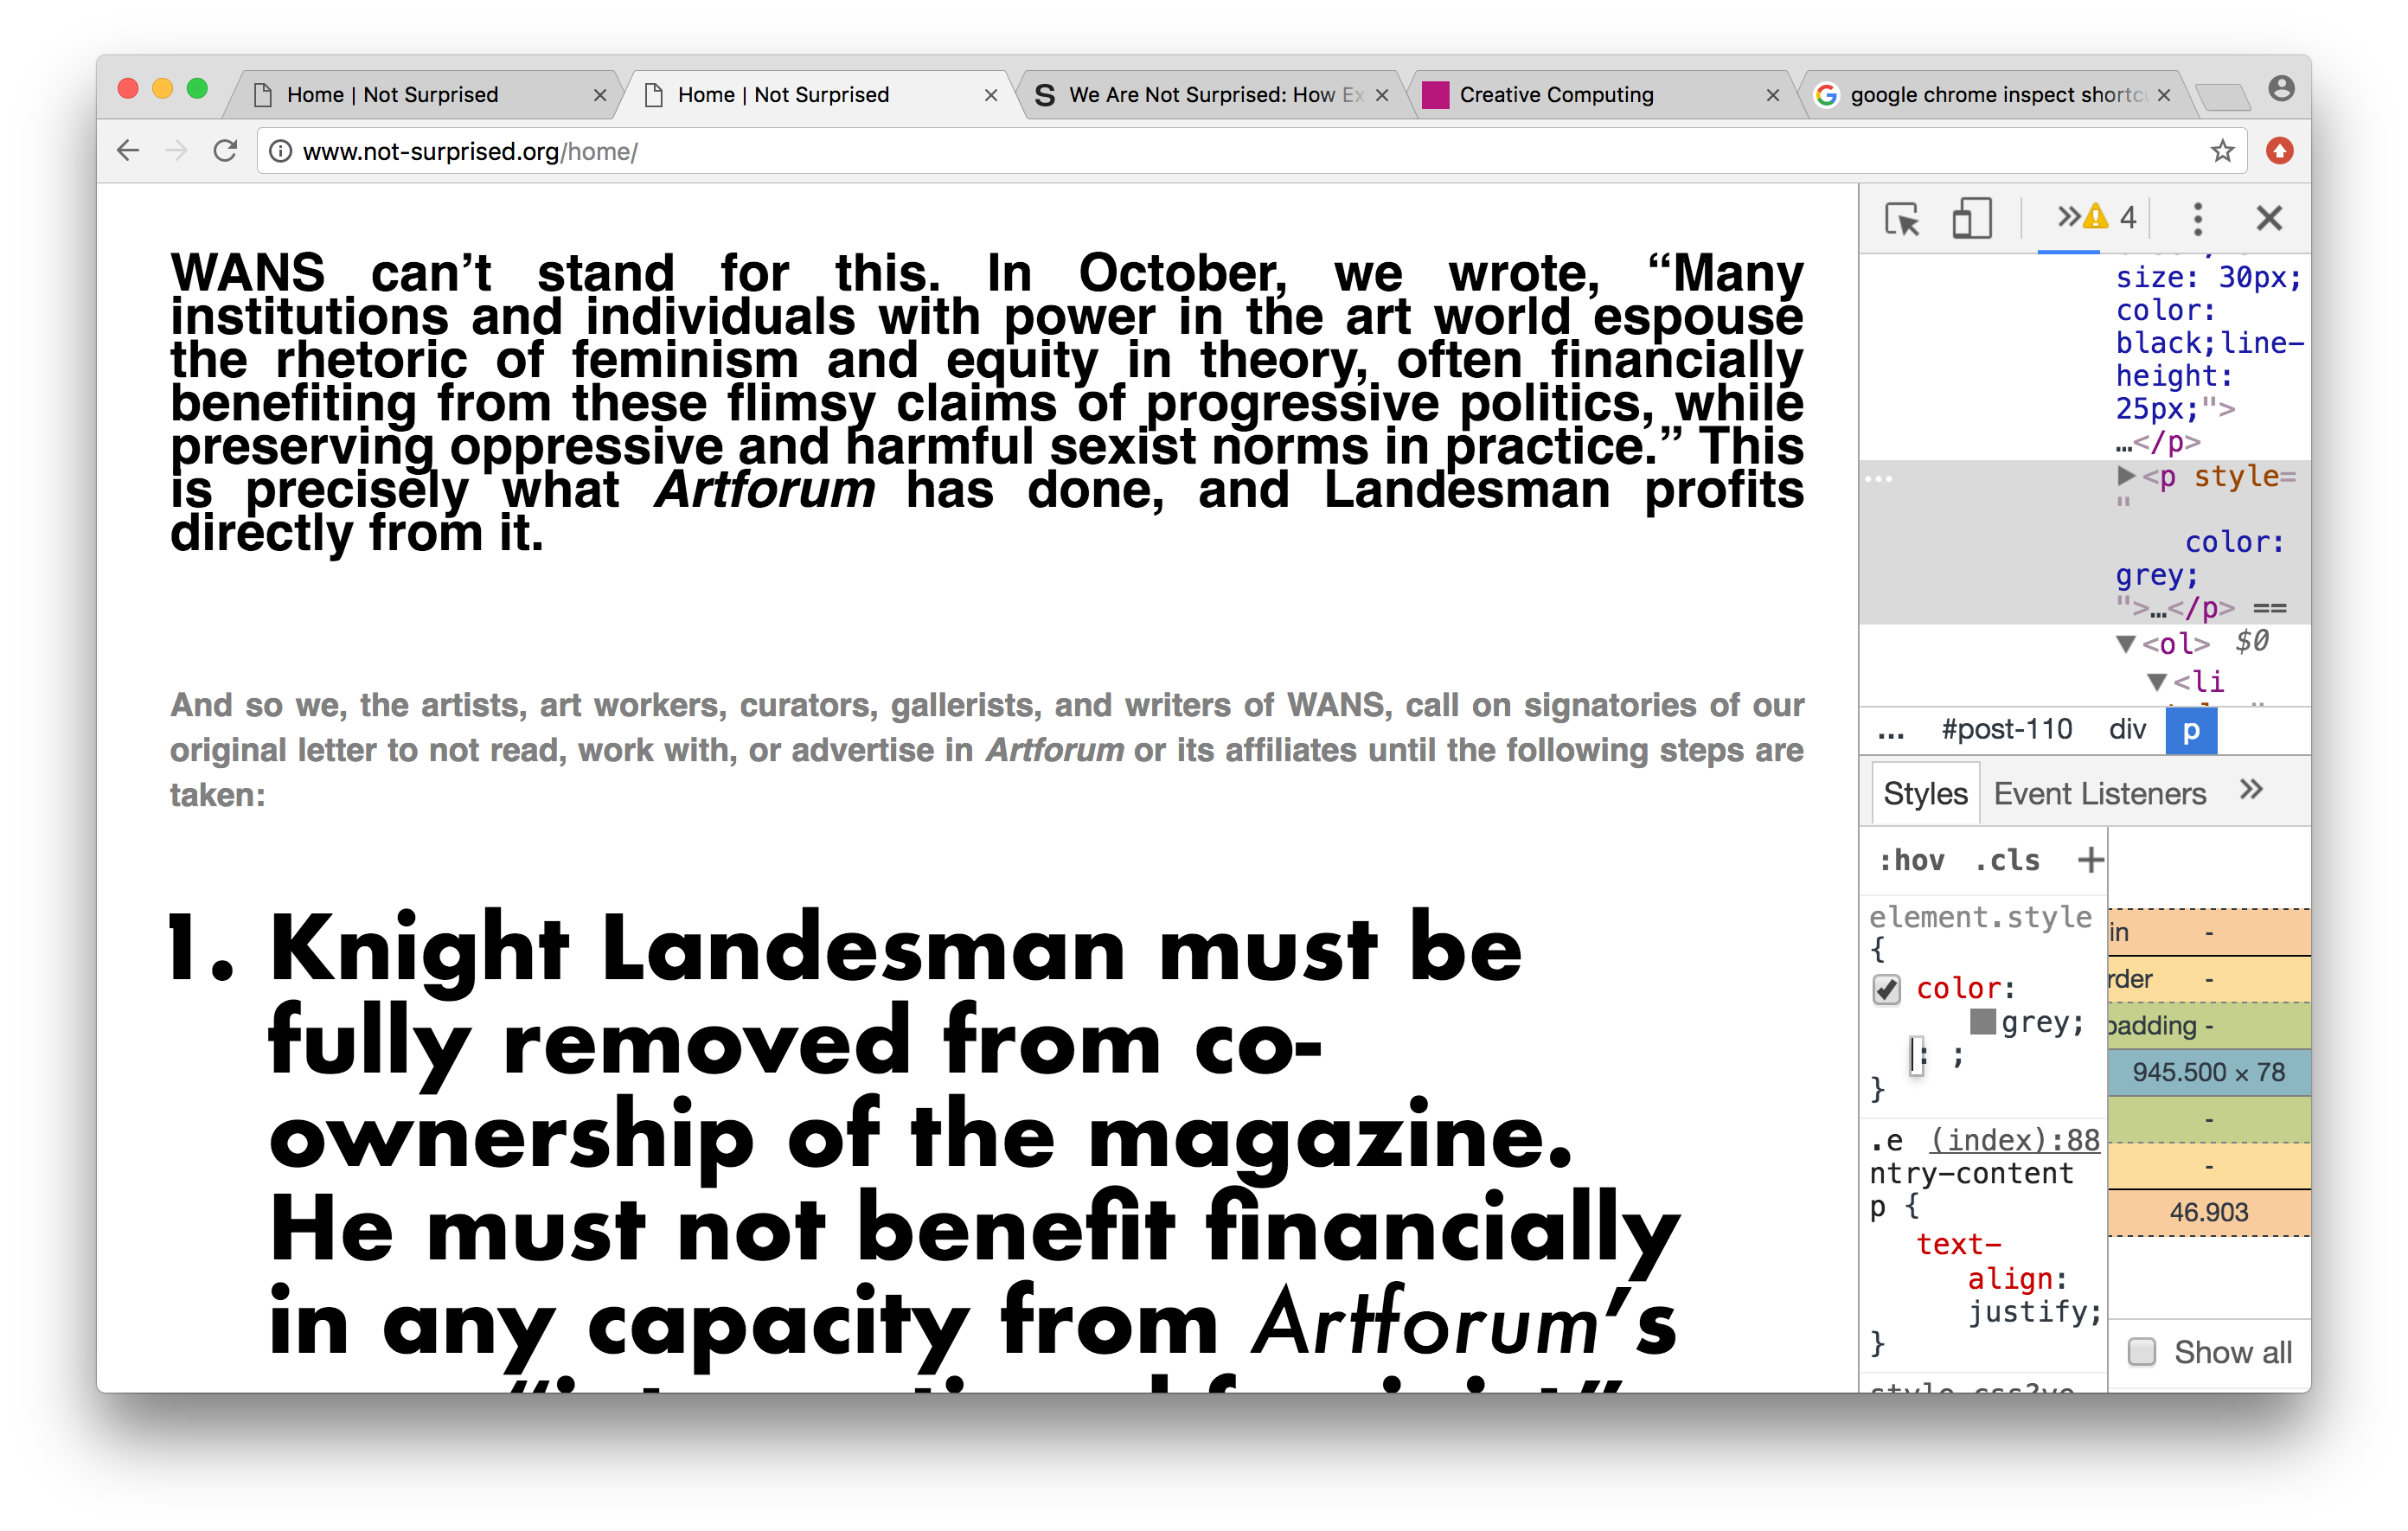 Home | Not Surprised
Home | Not Surprised
We Are Not Surprised: How Ex
Creative Computing
google chrome inspect shortcu
www.not-surprised.org/home/
WANS can’t stand for this. In October, we wrote, “Many
institutions and individuals with power in the art world espouse
the rhetoric of feminism and equity in theory, often financially
benefiting from these flimsy claims of progressive politics, while
preserving oppressive and harmful sexist norms in practice.” This
is precisely what Artforum has done, and Landesman profits
directly from it.
And so we, the artists, art workers, curators, gallerists, and writers of WANS, call on signatories of our
original letter to not read, work with, or advertise in Artforum or its affiliates until the following steps are
taken:
1. Knight Landesman must be
fully removed from co-
ownership of the magazine.
He must not benefit financially
in any capacity from Artforum’s
4
size: 30px;
color:
black;line-
height:
25px;">
…</p>
<p style=
"
color:
grey;
">…</p> ==
<ol> $0
<li
... #post-110 div p
Styles Event Listeners
:hov .cls +
element.style
{
color:
grey;
: ;
}
.e (index):88
ntry-content
p {
text-
align:
justify;
}
in -
rder -
padding -
945.500 × 78
-
-
46.903
Show all